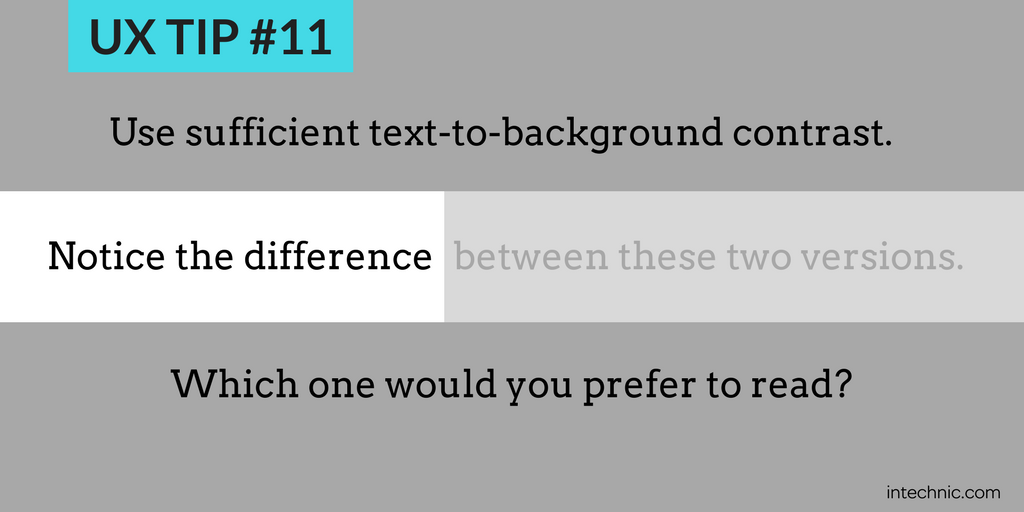 UX TIP #11
Use sufficient text-to-background contrast.
Notice the difference between these two versions.
Which one would you prefer to read?
intechnic.com